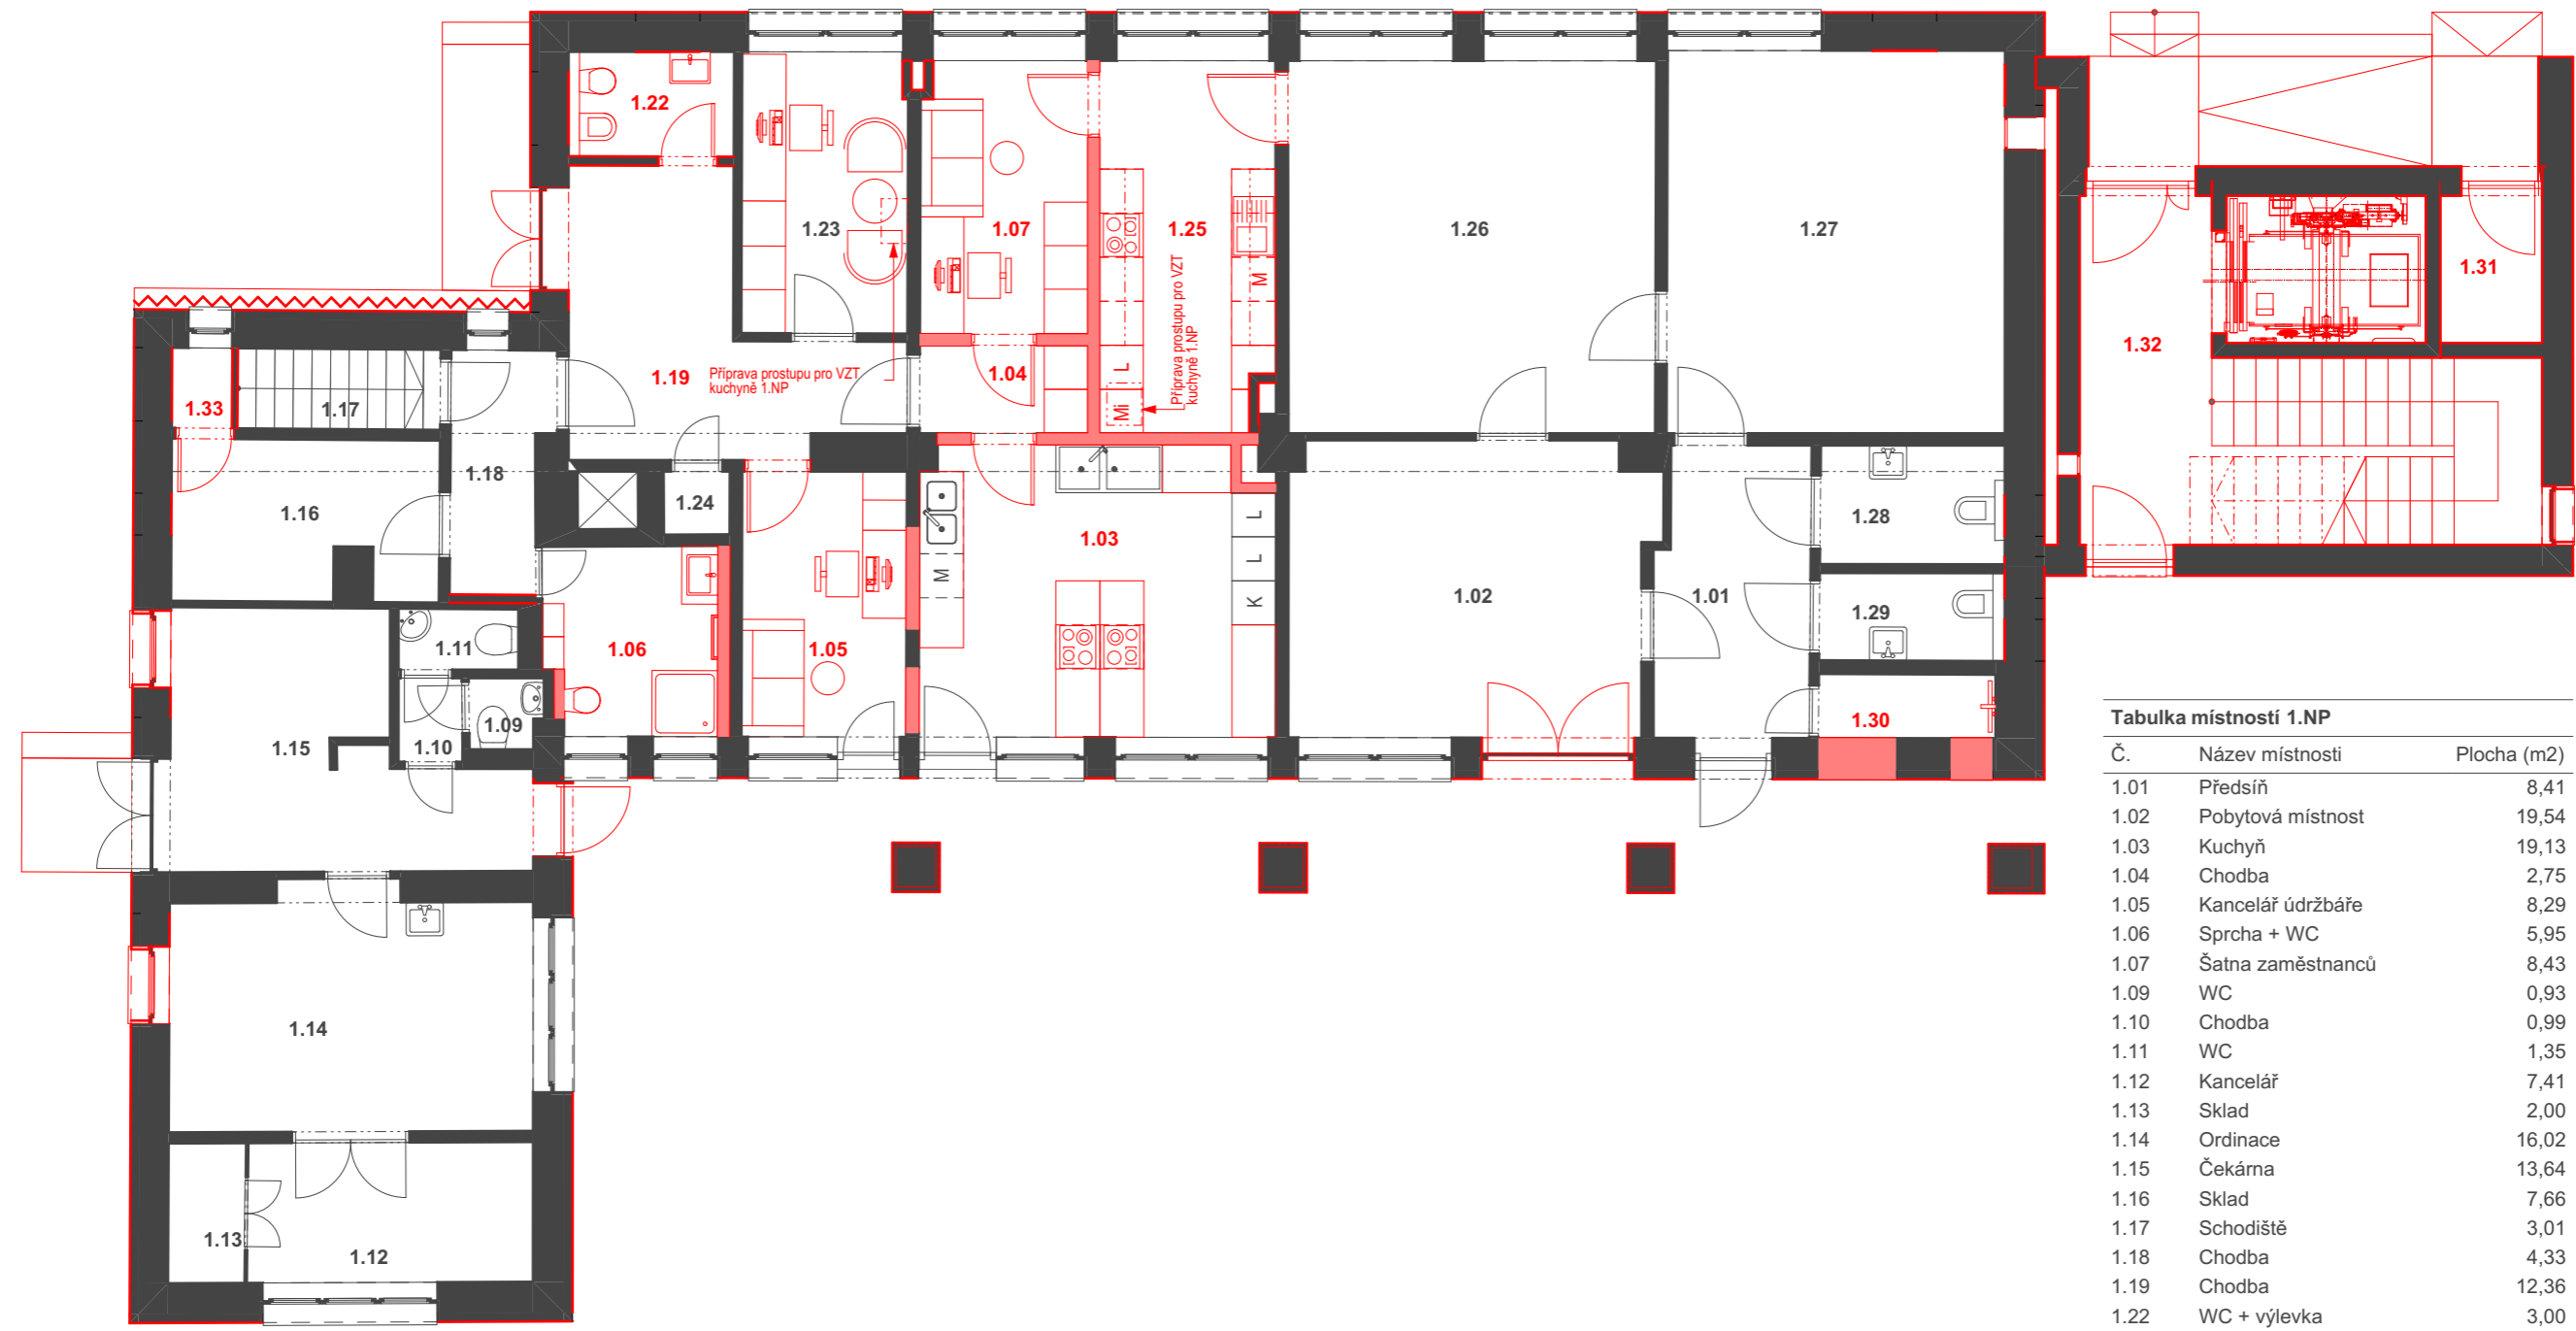 1.22
1.23
1.07
1.25
1.26
1.27
1.31
1.32
M
L
Mi
Příprava prostupu pro VZT
kuchyně 1.NP
1.19
Příprava prostupu pro VZT
kuchyně 1.NP
1.04
1.33
1.17
1.18
1.16
1.24
1.03
M
L
L
K
1.02
1.01
1.28
1.29
1.30
1.06
1.05
1.11
1.09
1.10
1.15
1.14
1.13
1.12
Tabulka místností 1.NP
Č. Název místnosti Plocha (m2)
1.01 Předsíň 8,41
1.02 Pobytová místnost 19,54
1.03 Kuchyň 19,13
1.04 Chodba 2,75
1.05 Kancelář údržbáře 8,29
1.06 Sprcha + WC 5,95
1.07 Šatna zaměstnanců 8,43
1.09 WC 0,93
1.10 Chodba 0,99
1.11 WC 1,35
1.12 Kancelář 7,41
1.13 Sklad 2,00
1.14 Ordinace 16,02
1.15 Čekárna 13,64
1.16 Sklad 7,66
1.17 Schodiště 3,01
1.18 Chodba 4,33
1.19 Chodba 12,36
1.22 WC + výlevka 3,00